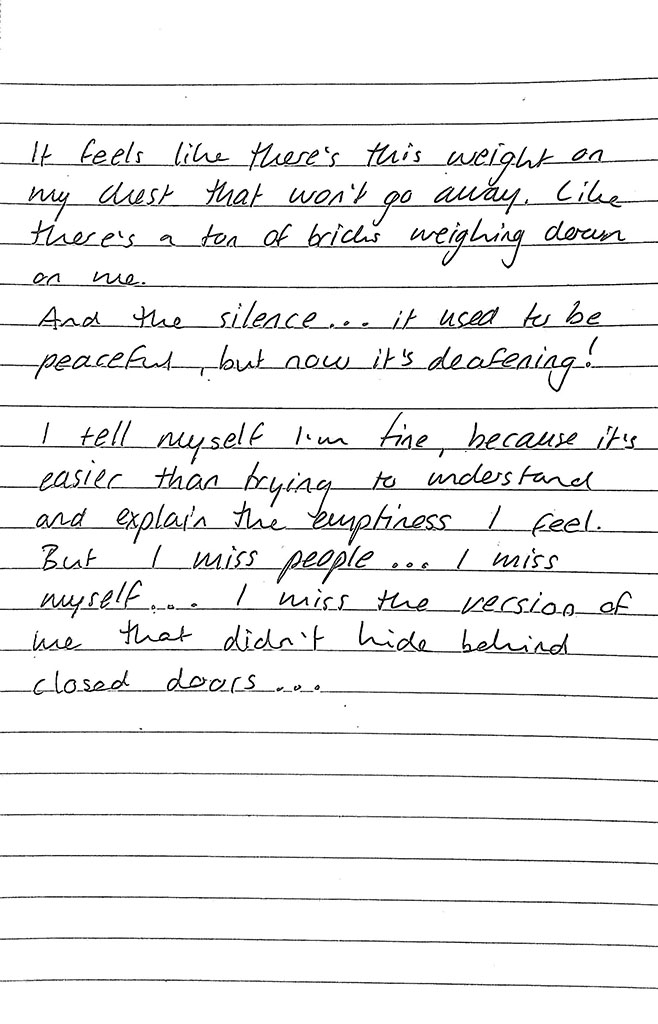 It feels like there's this weight on
my chest that won't go away. Like
there's a ton of bricks weighing down
on me.
And the silence... it used to be
peaceful, but now it's deafening!
I tell myself I'm fine, because it's
easier than trying to understand
and explain the emptiness I feel.
But I miss people... I miss
myself... I miss the version of
me that didn't hide behind
closed doors...